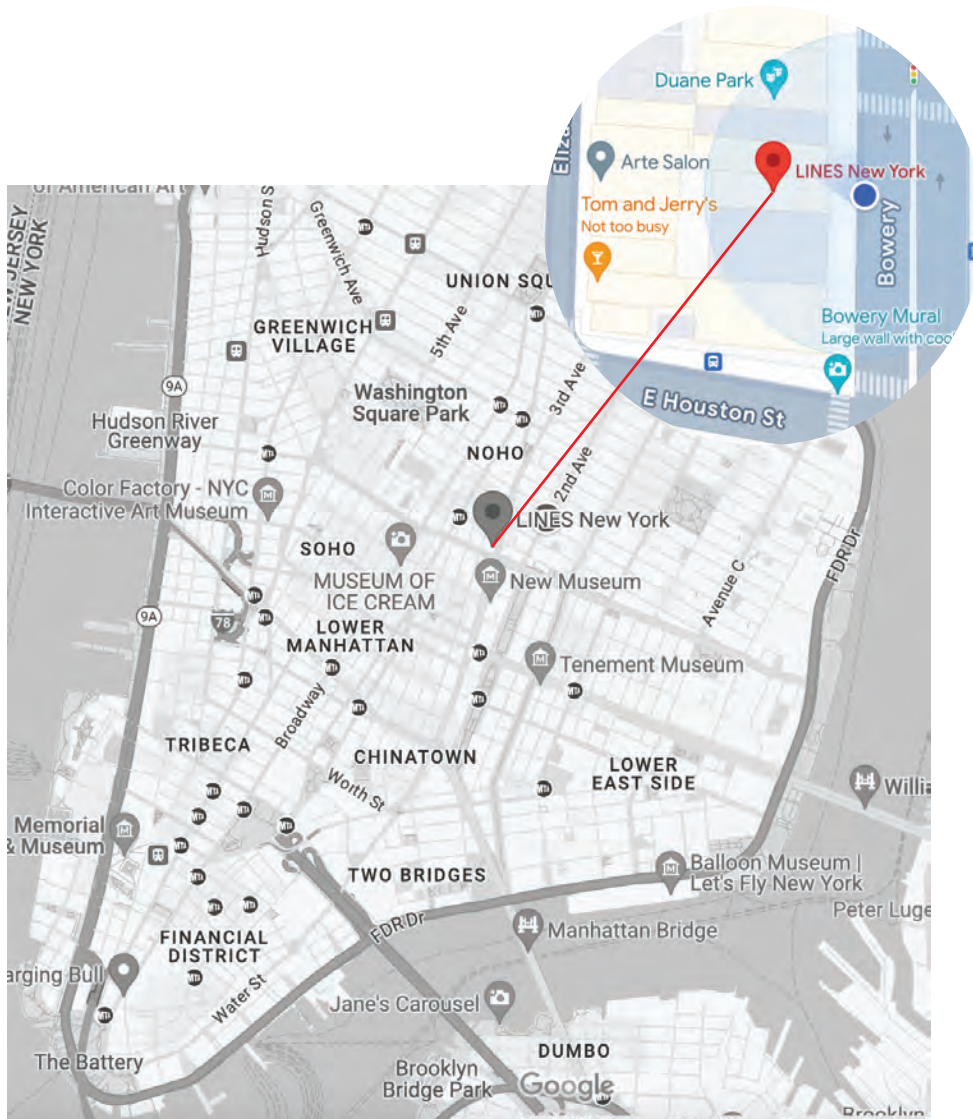 Duane Park
Eliza
Arte Salon
LINES New York
Tom and Jerry's
Not too busy
Bowery
Bowery Mural
Large wall with coo
E Houston St
of American Art
Hudson S
Greenwich Ave
NEW YORK
UNION SQU
GREENWICH
VILLAGE
5th Ave
3rd Ave
9A
Washington
Square Park
Hudson River
Greenway
NOHO
2nd Ave
Color Factory - NYC
Interactive Art Museum
LINES New York
SOHO
FDR Dr
MUSEUM OF
ICE CREAM
New Museum
Avenue C
9A
78
LOWER
MANHATTAN
Tenement Museum
Broadway
TRIBECA
CHINATOWN
LOWER
EAST SIDE
Worth St
Willia
Memorial
& Museum
TWO BRIDGES
Balloon Museum |
Let's Fly New York
Peter Luge
FDR Dr
Manhattan Bridge
FINANCIAL
DISTRICT
arging Bull
Water St
Jane's Carousel
The Battery
DUMBO
Brooklyn
Bridge Park
Google
Brooklyn